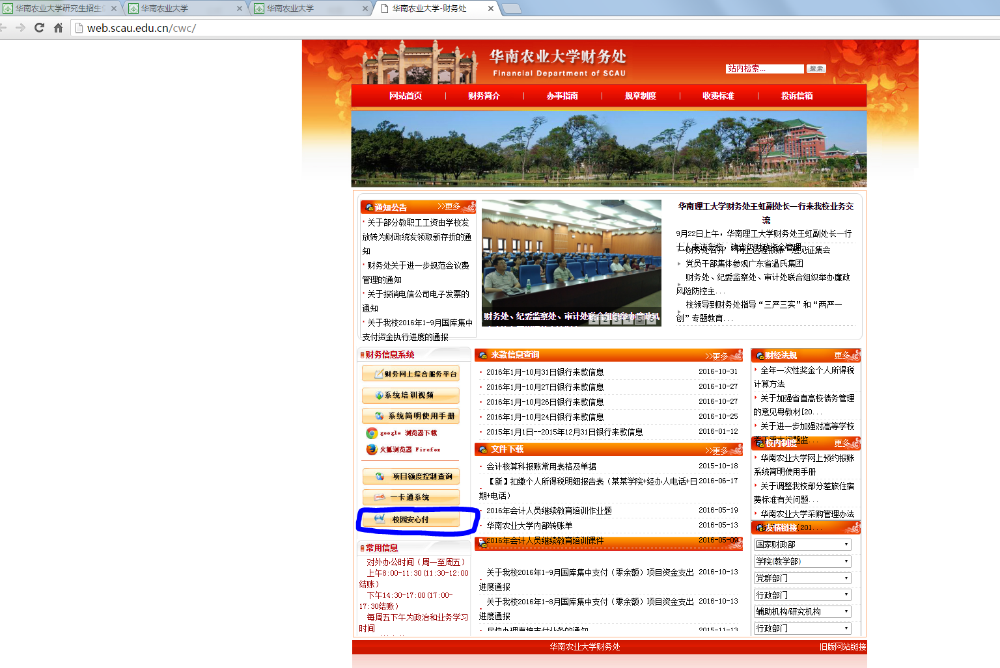 华南农业大学研究生招生信
华南农业大学
华南农业大学
华南农业大学-财务处
web.scau.edu.cn/cwc/
华南农业大学财务处
Financial Department of SCAU
站内检索...
搜索
网站首页 | 财务简介 | 办事指南 | 规章制度 | 收费标准 | 投诉信箱
通知公告 >>更多
关于部分教职工工资由学校发
放转为财政统发领取新存折的通
知
财务处关于进一步规范会议费
管理的通知
关于报销电信公司电子发票的
通知
关于我校2016年1-9月国库集中
支付资金执行进度的通报
财务处、纪委监察处、审计处联合组织举办廉政风
1 2 3 4 5 6
华南理工大学财务处王虹副处长一行来我校业务交
流
9月22日上午，华南理工大学财务处王虹副处长一行
七人来访我校，就省级财政资金管理
财务处召开“网上远程报账”意见征集会
党员干部集体参观广东省温氏集团
财务处、纪委监察处、审计处联合组织举办廉政
风险防控主...
校领导到财务处指导“三严三实”和“两严一
创”专题教育...
财务信息系统
财务网上综合服务平台
系统培训视频
系统简明使用手册
google 浏览器下载
火狐浏览器 Firefox
项目额度控制查询
一卡通系统
校园安心付
常用信息
对外办公时间（周一至周五）
上午8:00-11:30(11:30-12:00
结账）
下午14:30-17:00(17:00-
17:30结账）
每周五下午为政治和业务学习
时间
来款信息查询 >>更多
2016年1月-10月31日银行来款信息 2016-10-31
2016年1月-10月27日银行来款信息 2016-10-27
2016年1月-10月26日银行来款信息 2016-10-27
2016年1月-10月24日银行来款信息 2016-10-25
2015年1月1日--2015年12月31日银行来款信息 2016-01-12
文件下载 >>更多
会计核算科报账常用表格及单据 2015-10-18
【新】扣缴个人所得税明细报告表（某某学院+经办人电话+日 2016-06-17
期+电话）
2016年会计人员继续教育培训作业题 2016-05-19
华南农业大学内部转账单 2016-05-13
2016年会计人员继续教育培训课件 2016-05-09
关于我校2016年1-9月国库集中支付（零余额）项目资金支出 2016-10-13
进度通报
关于我校2016年1-8月国库集中支付（零余额）项目资金支出 2016-10-13
进度通报
尽快办理直接支付业务的通知 2015-11-13
财经法规 更多
全年一次性奖金个人所得税
计算方法
关于加强省直高校债务管理
的意见粤教材[20...
关于进一步加强对高等学校
若干重大问题监...
校内制度 更多
华南农业大学网上预约报账
系统简明使用手册
关于调整我校部分差旅住宿
费标准有关问题...
华南农业大学采购管理办法
(201...
友情链接
国家财政部
学院(教学部)
党群部门
行政部门
辅助机构/研究机构
行政部门
华南农业大学财务处
旧版网站链接